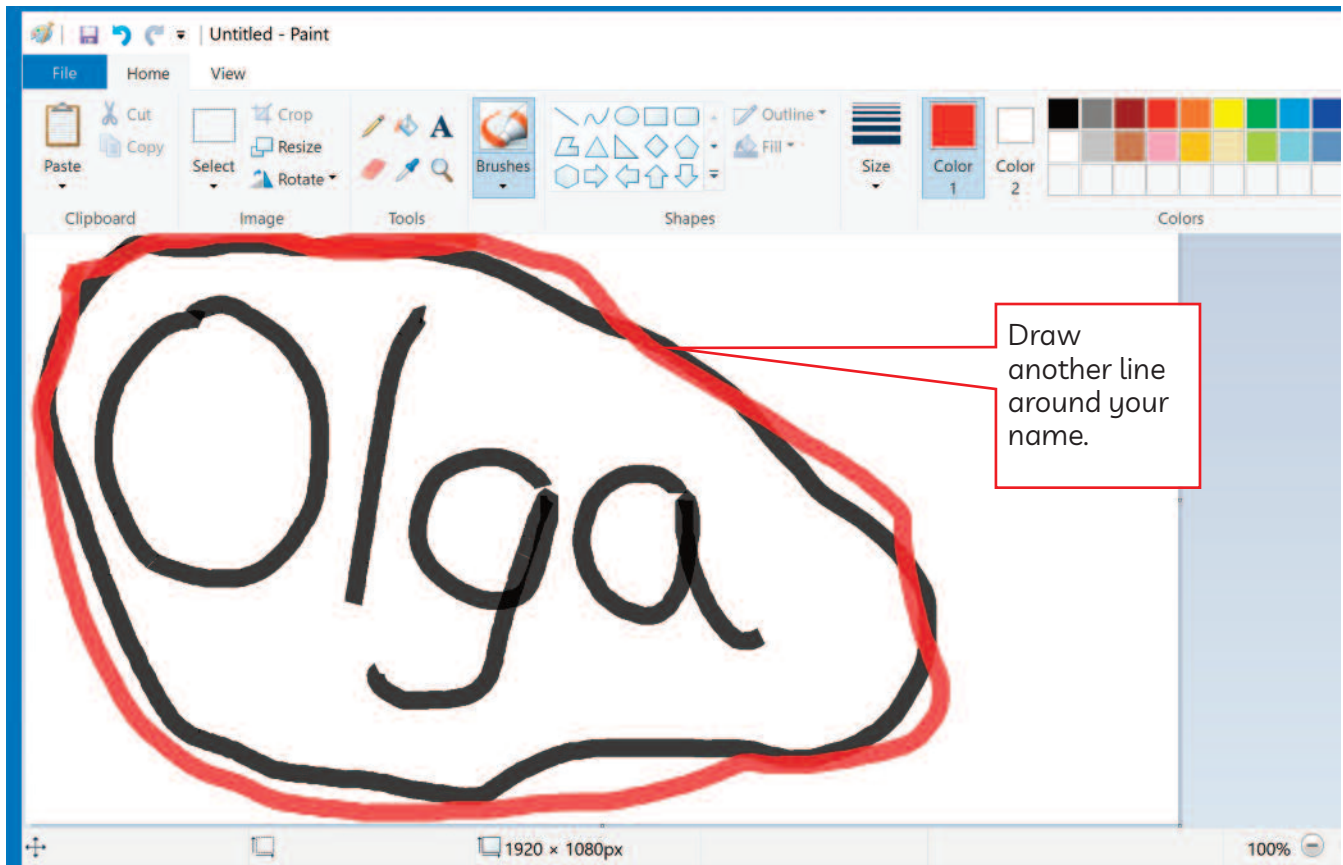 Untitled - Paint
File Home View
Paste
Cut
Copy
Clipboard
Select
Crop
Resize
Rotate
Image
A
Tools
Brushes
Shapes
Outline
Fill
Size
Color
1
Color
2
Colors
Olga
Draw
another line
around your
name.
1920 × 1080px
100%